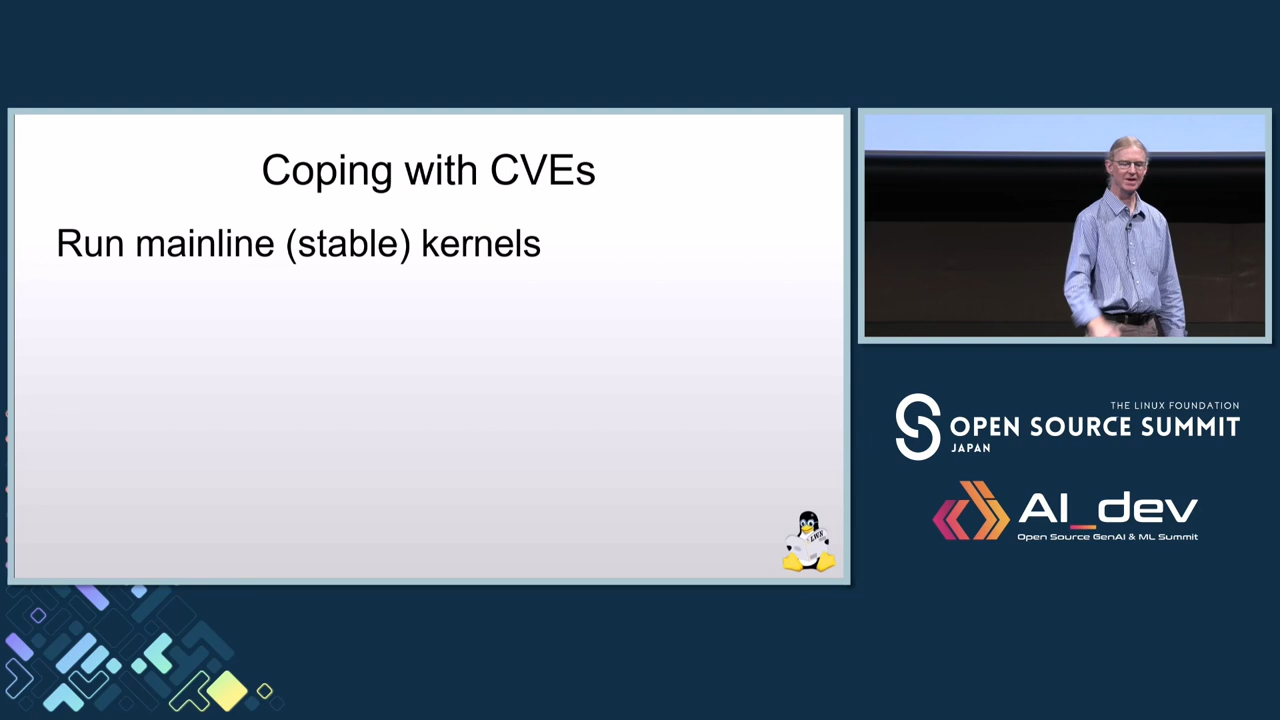 Coping with CVEs
Run mainline (stable) kernels
LWN
THE LINUX FOUNDATION
OPEN SOURCE SUMMIT
JAPAN
AI_dev
Open Source GenAI & ML Summit